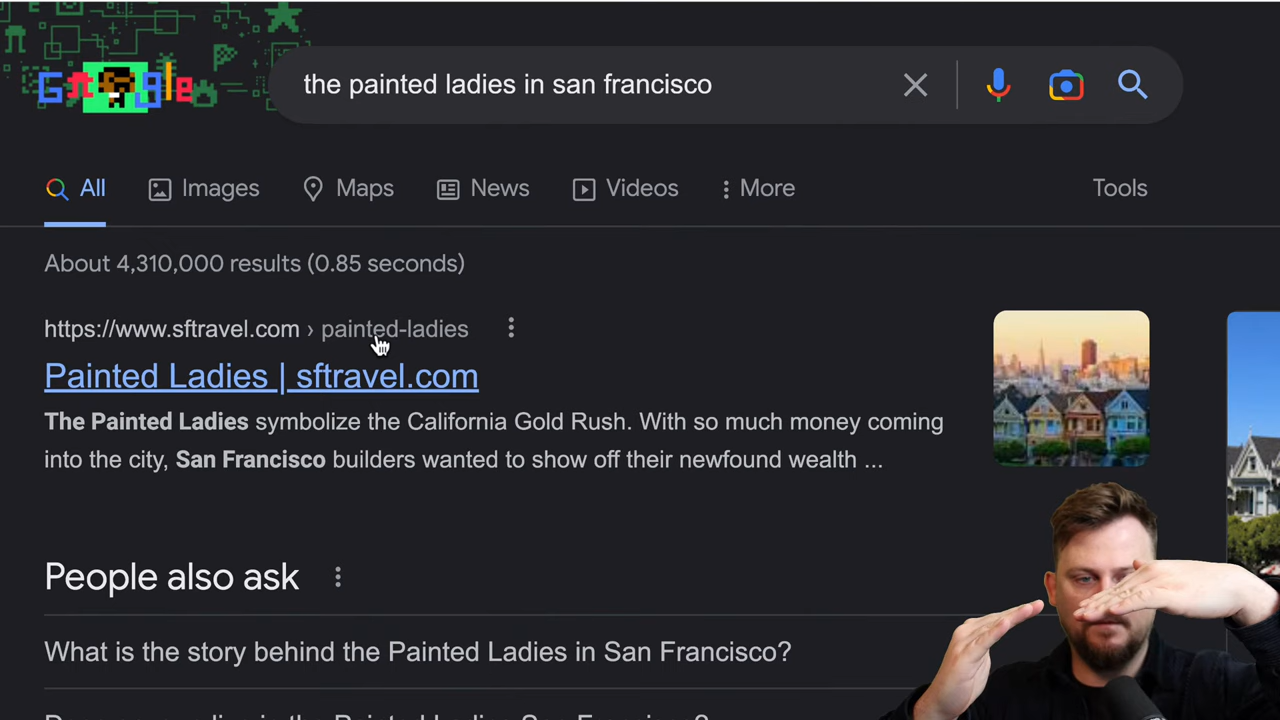 Google
the painted ladies in san francisco
All Images Maps News Videos More Tools
About 4,310,000 results (0.85 seconds)
https://www.sftravel.com › painted-ladies
Painted Ladies | sftravel.com
The Painted Ladies symbolize the California Gold Rush. With so much money coming
into the city, San Francisco builders wanted to show off their newfound wealth ...
People also ask
What is the story behind the Painted Ladies in San Francisco?